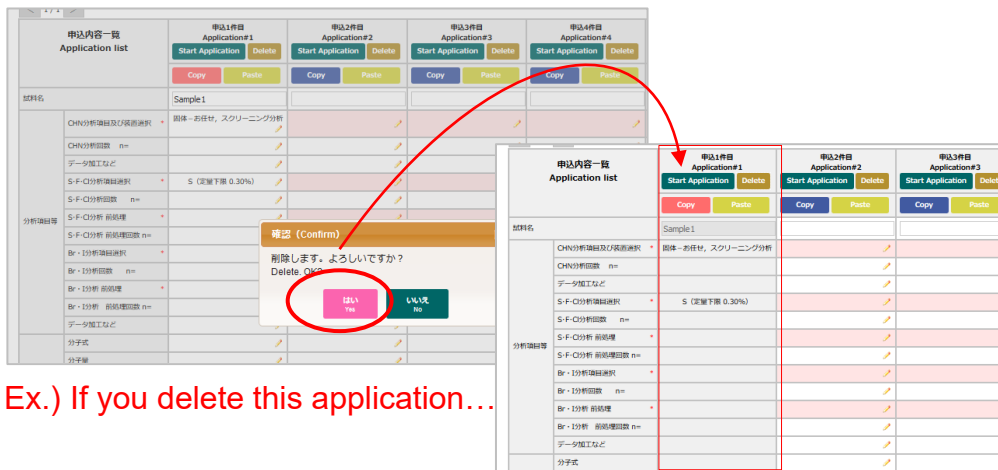 1 / 1
申込内容一覧
Application list
申込1件目
Application#1
Start Application Delete
Copy Paste
申込2件目
Application#2
Start Application Delete
Copy Paste
申込3件目
Application#3
Start Application Delete
Copy Paste
申込4件目
Application#4
Start Application Delete
Copy Paste
試料名 Sample1
分析項目等
CHN分析項目及び装置選択 * 固体－お任せ，スクリーニング分析
CHN分析回数 n=
データ加工など
S・F・Cl分析項目選択 * S（定量下限 0.30%）
S・F・Cl分析回数 n=
S・F・Cl分析 前処理 *
S・F・Cl分析 前処理回数 n=
Br・I分析項目選択 *
Br・I分析回数 n=
Br・I分析 前処理 *
Br・I分析 前処理回数 n=
データ加工など
分子式
分子量
確認（Confirm）
削除します。よろしいですか？
Delete. OK?
はい
Yes
いいえ
No
Ex.) If you delete this application…
申込内容一覧
Application list
申込1件目
Application#1
Start Application Delete
Copy Paste
申込2件目
Application#2
Start Application Delete
Copy Paste
申込3件目
Application#3
Start Application Delet
Copy Paste
試料名 Sample1
分析項目等
CHN分析項目及び装置選択 * 固体－お任せ，スクリーニング分析
CHN分析回数 n=
データ加工など
S・F・Cl分析項目選択 * S（定量下限 0.30%）
S・F・Cl分析回数 n=
S・F・Cl分析 前処理 *
S・F・Cl分析 前処理回数 n=
Br・I分析項目選択 *
Br・I分析回数 n=
Br・I分析 前処理 *
Br・I分析 前処理回数 n=
データ加工など
分子式